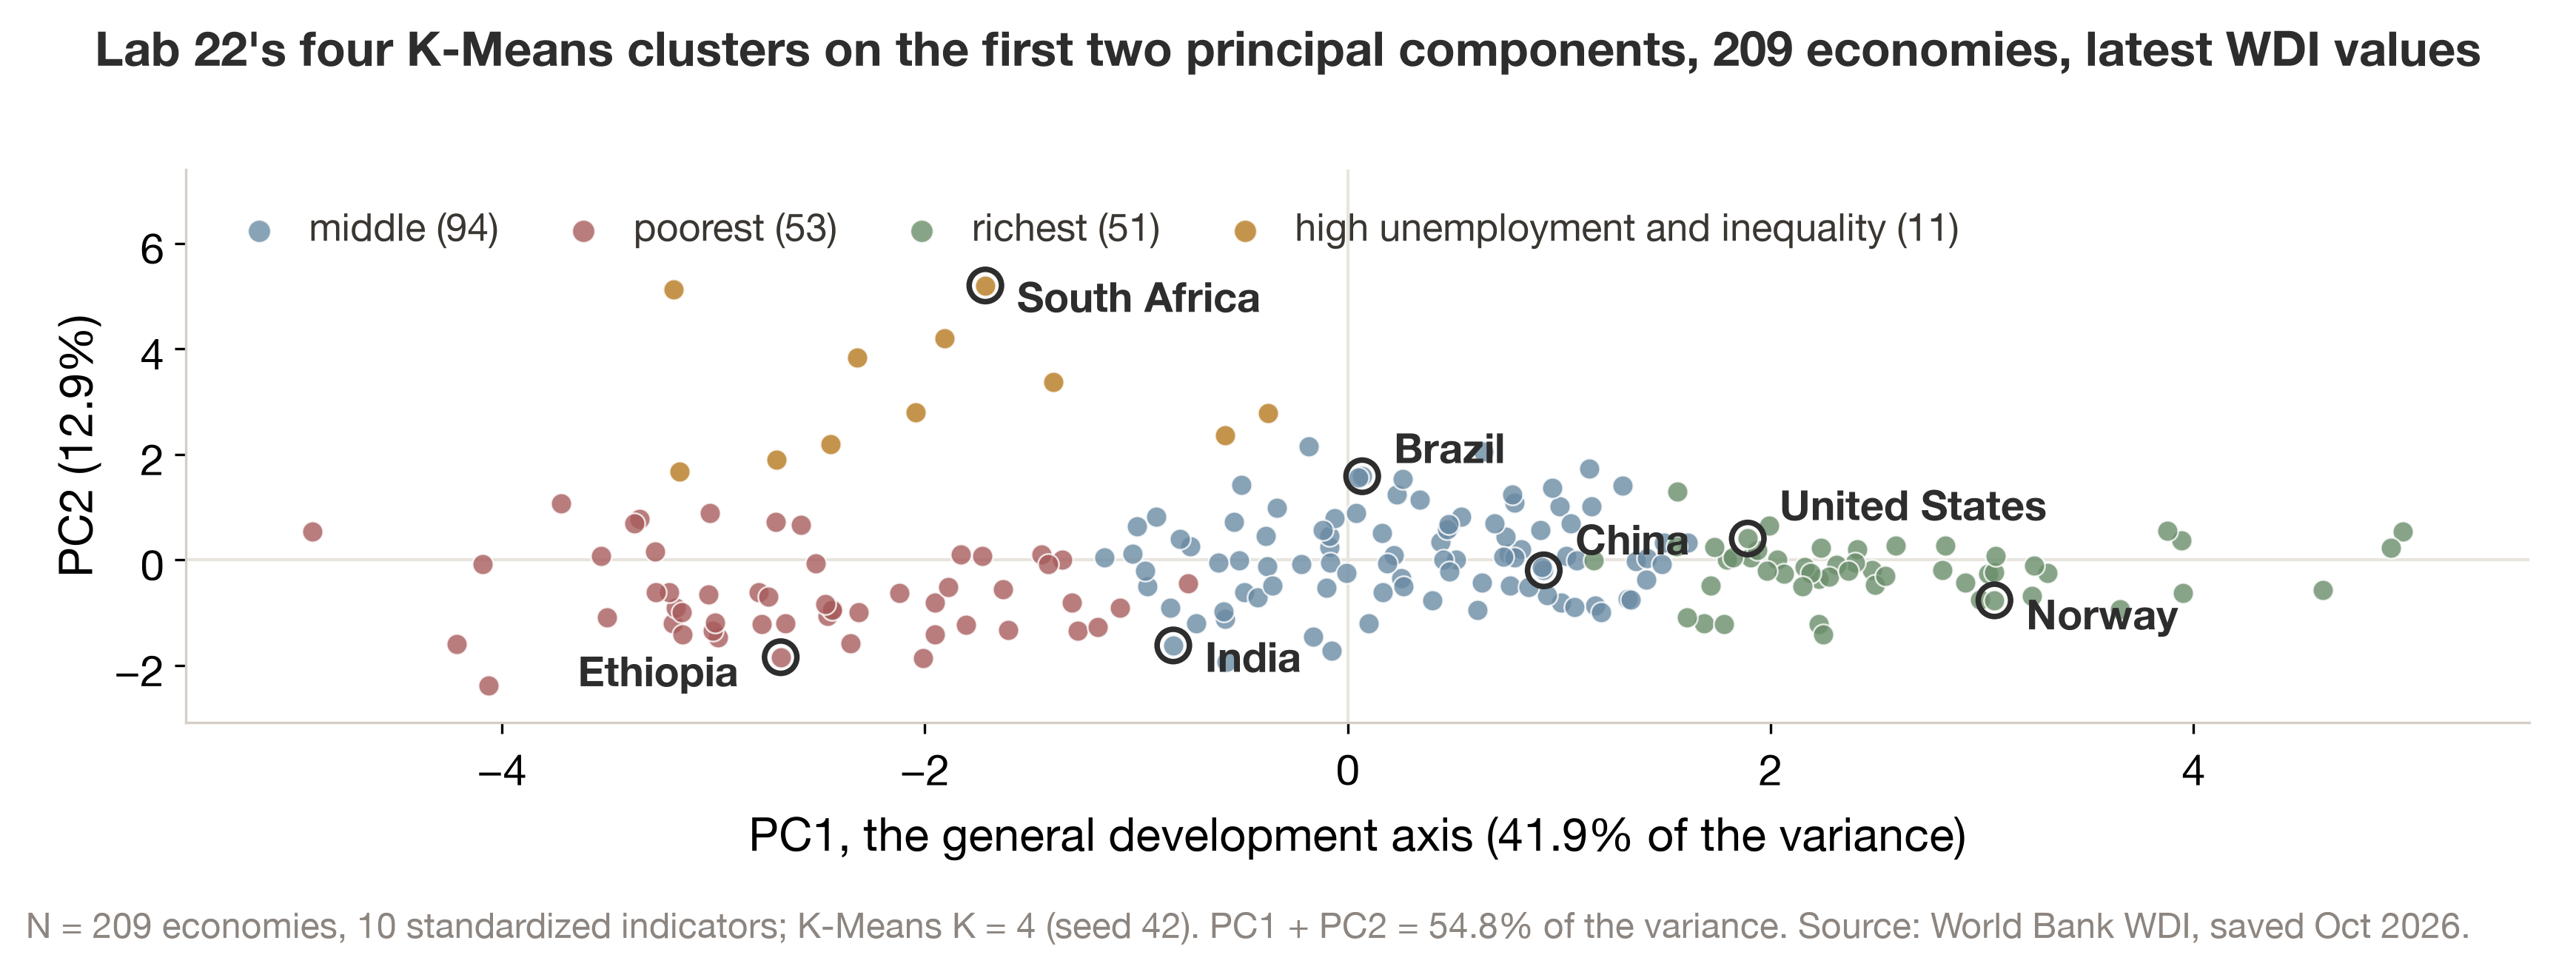 Lab 22's four K-Means clusters on the first two principal components, 209 economies, latest WDI values
middle (94) poorest (53) richest (51) high unemployment and inequality (11)
6
4
2
0
−2
PC2 (12.9%)
South Africa
Brazil
United States
China
Norway
India
Ethiopia
−4 −2 0 2 4
PC1, the general development axis (41.9% of the variance)
N = 209 economies, 10 standardized indicators; K-Means K = 4 (seed 42). PC1 + PC2 = 54.8% of the variance. Source: World Bank WDI, saved Oct 2026.